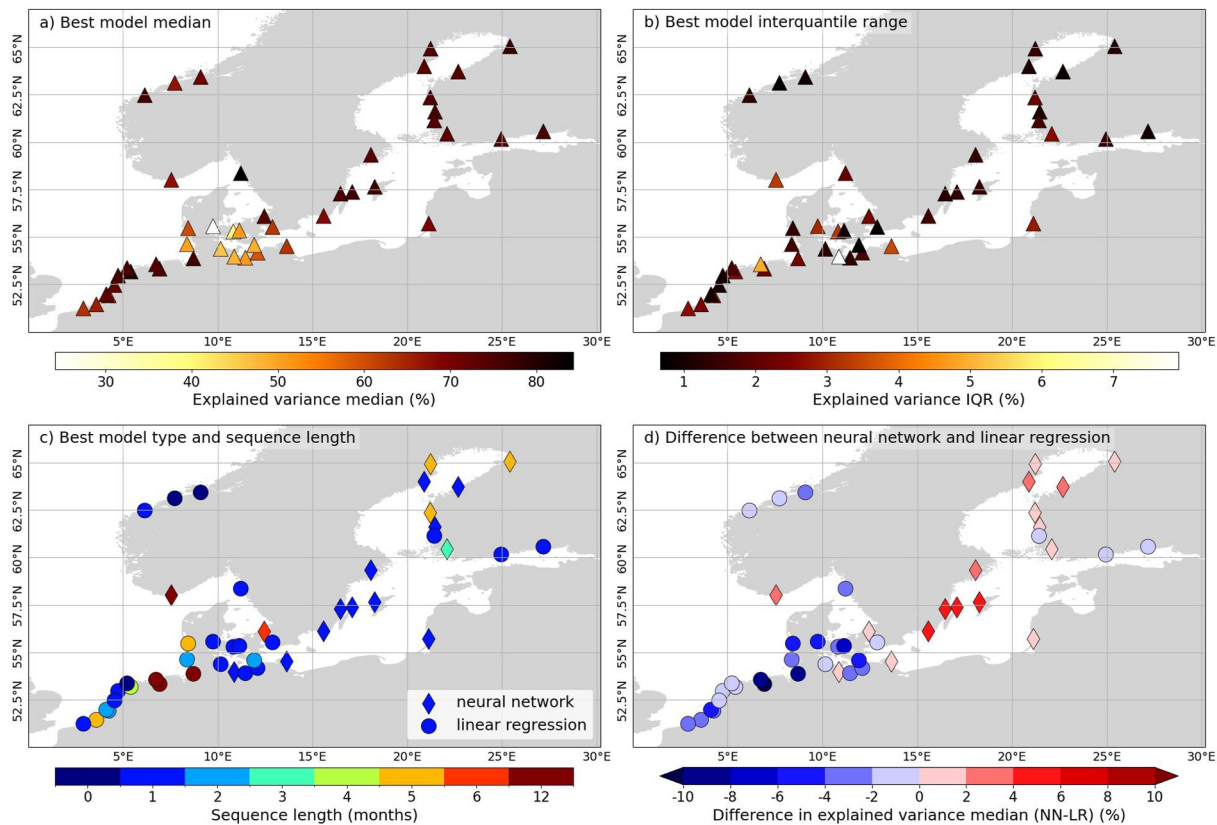 a) Best model median
b) Best model interquantile range
65°N
62.5°N
60°N
57.5°N
55°N
52.5°N
5°E 10°E 15°E 20°E 25°E 30°E
30 40 50 60 70 80
Explained variance median (%)
65°N
62.5°N
60°N
57.5°N
55°N
52.5°N
5°E 10°E 15°E 20°E 25°E 30°E
1 2 3 4 5 6 7
Explained variance IQR (%)
c) Best model type and sequence length
d) Difference between neural network and linear regression
65°N
62.5°N
60°N
57.5°N
55°N
52.5°N
neural network
linear regression
5°E 10°E 15°E 20°E 25°E 30°E
0 1 2 3 4 5 6 12
Sequence length (months)
65°N
62.5°N
60°N
57.5°N
55°N
52.5°N
5°E 10°E 15°E 20°E 25°E 30°E
-10 -8 -6 -4 -2 0 2 4 6 8 10
Difference in explained variance median (NN-LR) (%)